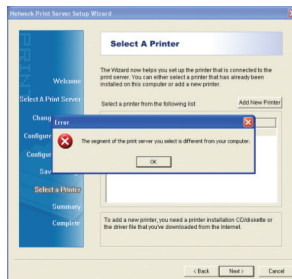 Network Print Server Setup Wizard
Select A Printer
The Wizard now helps you set up the printer that is connected to the
print server. You can either select a printer that has already been
installed on this computer or add a new printer.
Select a printer from the following list
Add New Printer
Welcome
Select A Print Server
Chang
Configure
Configur
Sav
Select a Printer
Summary
Complete
Error
The segment of the print server you select is different from your computer.
OK
To add a new printer, you need a printer installation CD/diskette or
the driver file that you've downloaded from the Internet.
< Back
Next >
Cancel